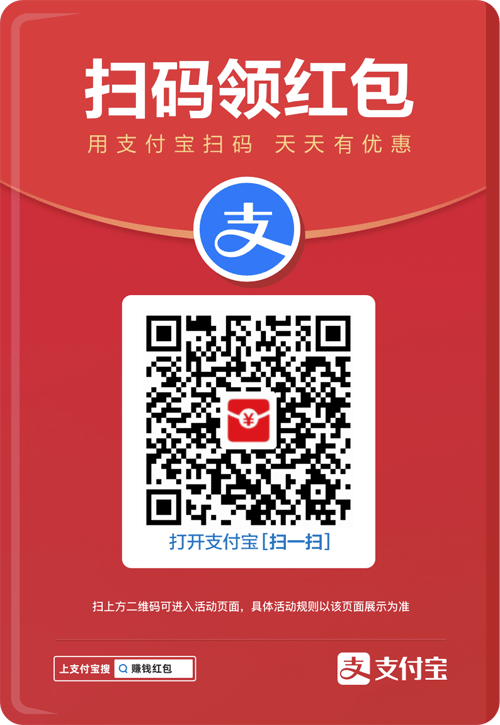 扫码领红包
用支付宝扫码 天天有优惠
支
¥
打开支付宝[扫一扫]
扫上方二维码可进入活动页面，具体活动规则以该页面展示为准
上支付宝搜 赚钱红包
支 支付宝